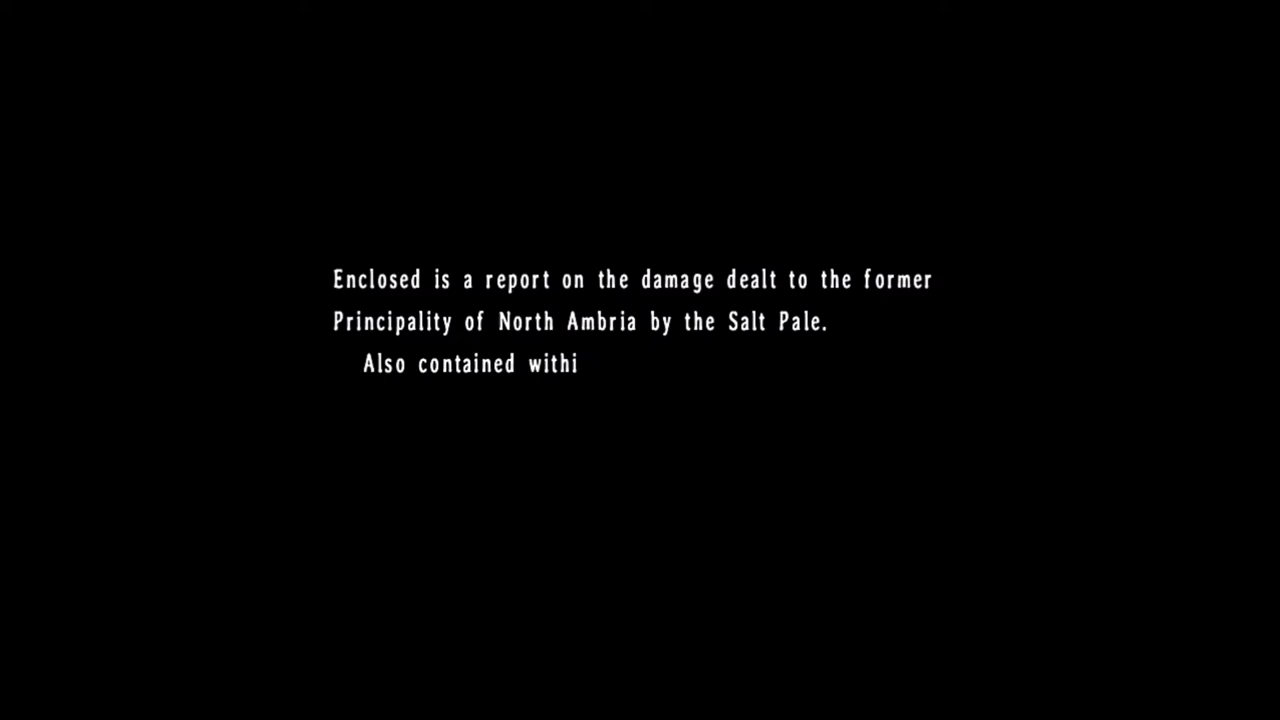 Enclosed is a report on the damage dealt to the former
Principality of North Ambria by the Salt Pale.
Also contained withi